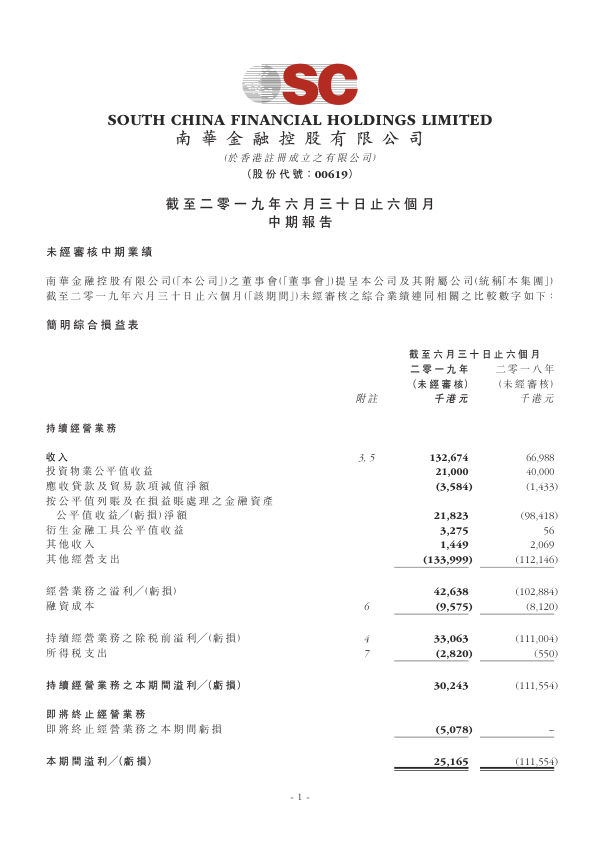 SC
SOUTH CHINA FINANCIAL HOLDINGS LIMITED
南華金融控股有限公司
(於香港註冊成立之有限公司)
(股份代號：00619)
截至二零一九年六月三十日止六個月
中期報告
未經審核中期業績
南華金融控股有限公司(「本公司」)之董事會(「董事會」)提呈本公司及其附屬公司(統稱「本集團」)
截至二零一九年六月三十日止六個月(「該期間」)未經審核之綜合業績連同相關之比較數字如下：
簡明綜合損益表
截至六月三十日止六個月
二零一九年 二零一八年
(未經審核) (未經審核)
附註 千港元 千港元
持續經營業務
收入 3, 5 132,674 66,988
投資物業公平值收益 21,000 40,000
應收貸款及貿易款項減值淨額 (3,584) (1,433)
按公平值列賬及在損益賬處理之金融資產
公平值收益╱(虧損)淨額 21,823 (98,418)
衍生金融工具公平值收益 3,275 56
其他收入 1,449 2,069
其他經營支出 (133,999) (112,146)
經營業務之溢利╱(虧損) 42,638 (102,884)
融資成本 6 (9,575) (8,120)
持續經營業務之除稅前溢利╱(虧損) 4 33,063 (111,004)
所得稅支出 7 (2,820) (550)
持續經營業務之本期間溢利╱(虧損) 30,243 (111,554)
即將終止經營業務
即將終止經營業務之本期間虧損 (5,078) –
本期間溢利╱(虧損) 25,165 (111,554)
- 1 -